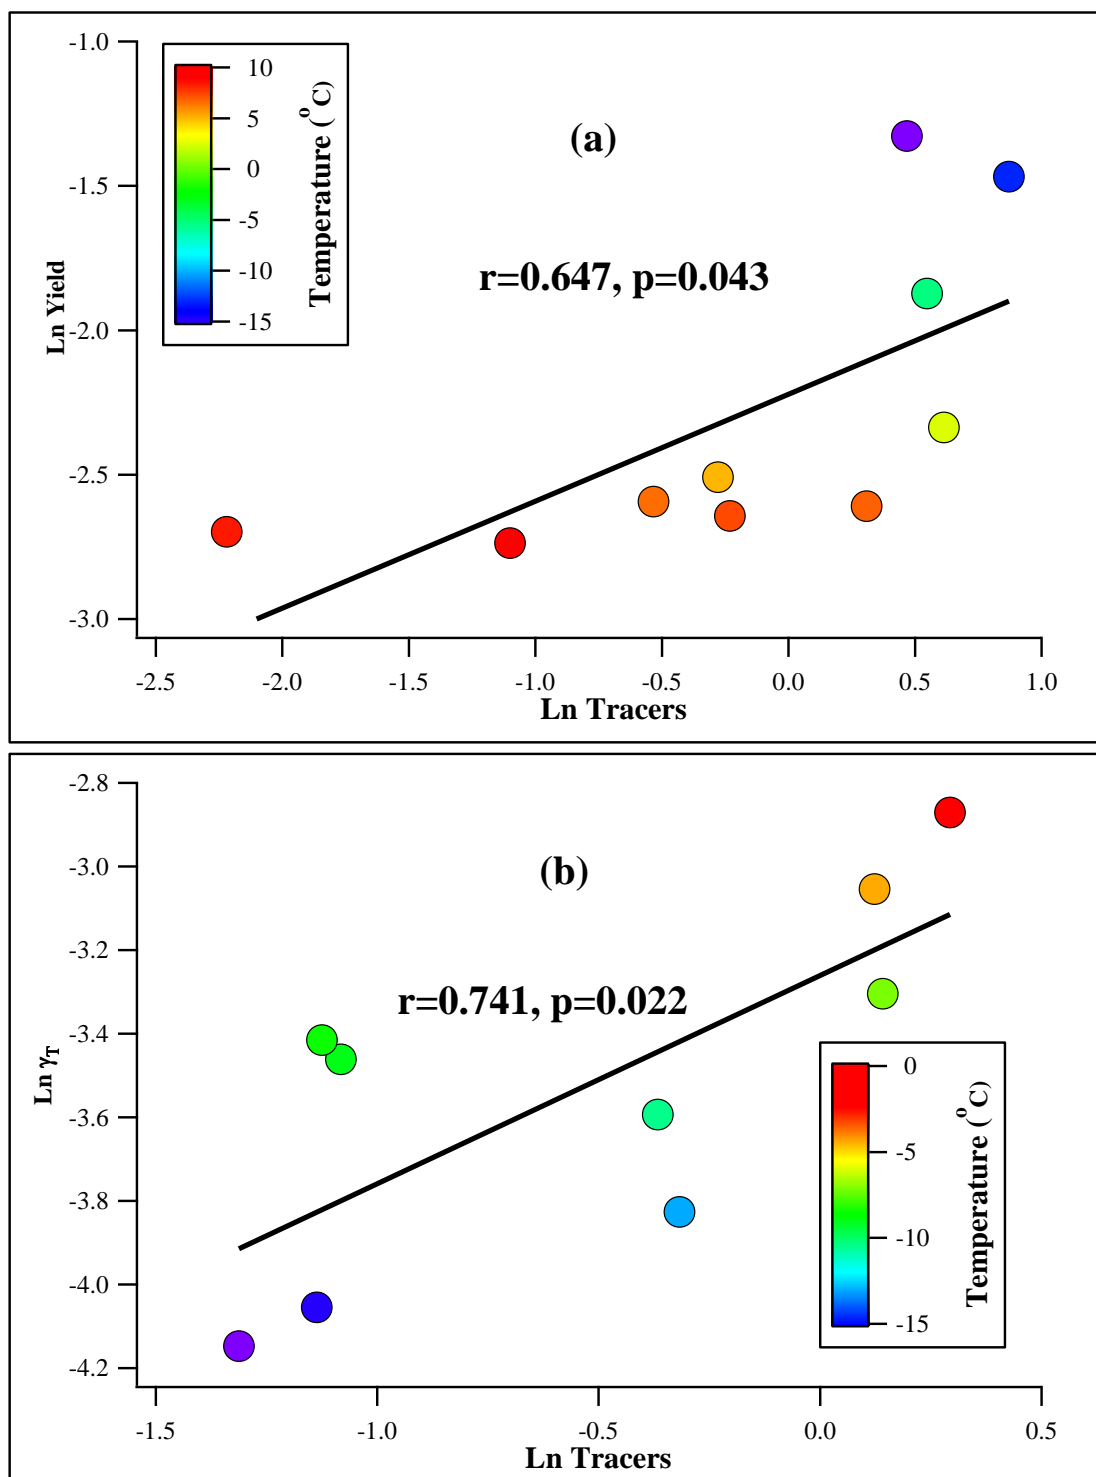 -1.0
-1.5
-2.0
-2.5
-3.0
Ln Yield
10
5
0
-5
-10
-15
Temperature (°C)
(a)
r=0.647, p=0.043
-2.5 -2.0 -1.5 -1.0 -0.5 0.0 0.5 1.0
Ln Tracers
-2.8
-3.0
-3.2
-3.4
-3.6
-3.8
-4.0
-4.2
Ln γT
(b)
r=0.741, p=0.022
0
-5
-10
-15
Temperature (°C)
-1.5 -1.0 -0.5 0.0 0.5
Ln Tracers